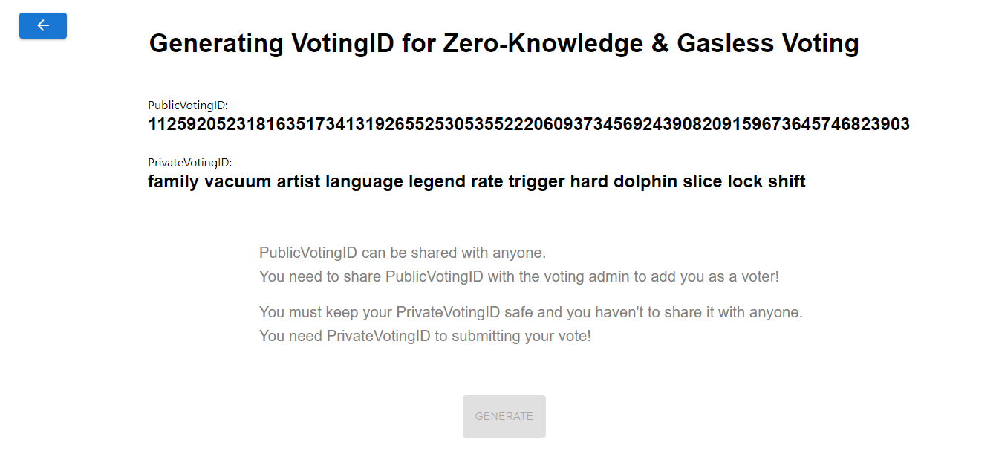 Generating VotingID for Zero-Knowledge & Gasless Voting
PublicVotingID:
11259205231816351734131926552530535522206093734569243908209159673645746823903
PrivateVotingID:
family vacuum artist language legend rate trigger hard dolphin slice lock shift
PublicVotingID can be shared with anyone.
You need to share PublicVotingID with the voting admin to add you as a voter!
You must keep your PrivateVotingID safe and you haven't to share it with anyone.
You need PrivateVotingID to submitting your vote!
GENERATE